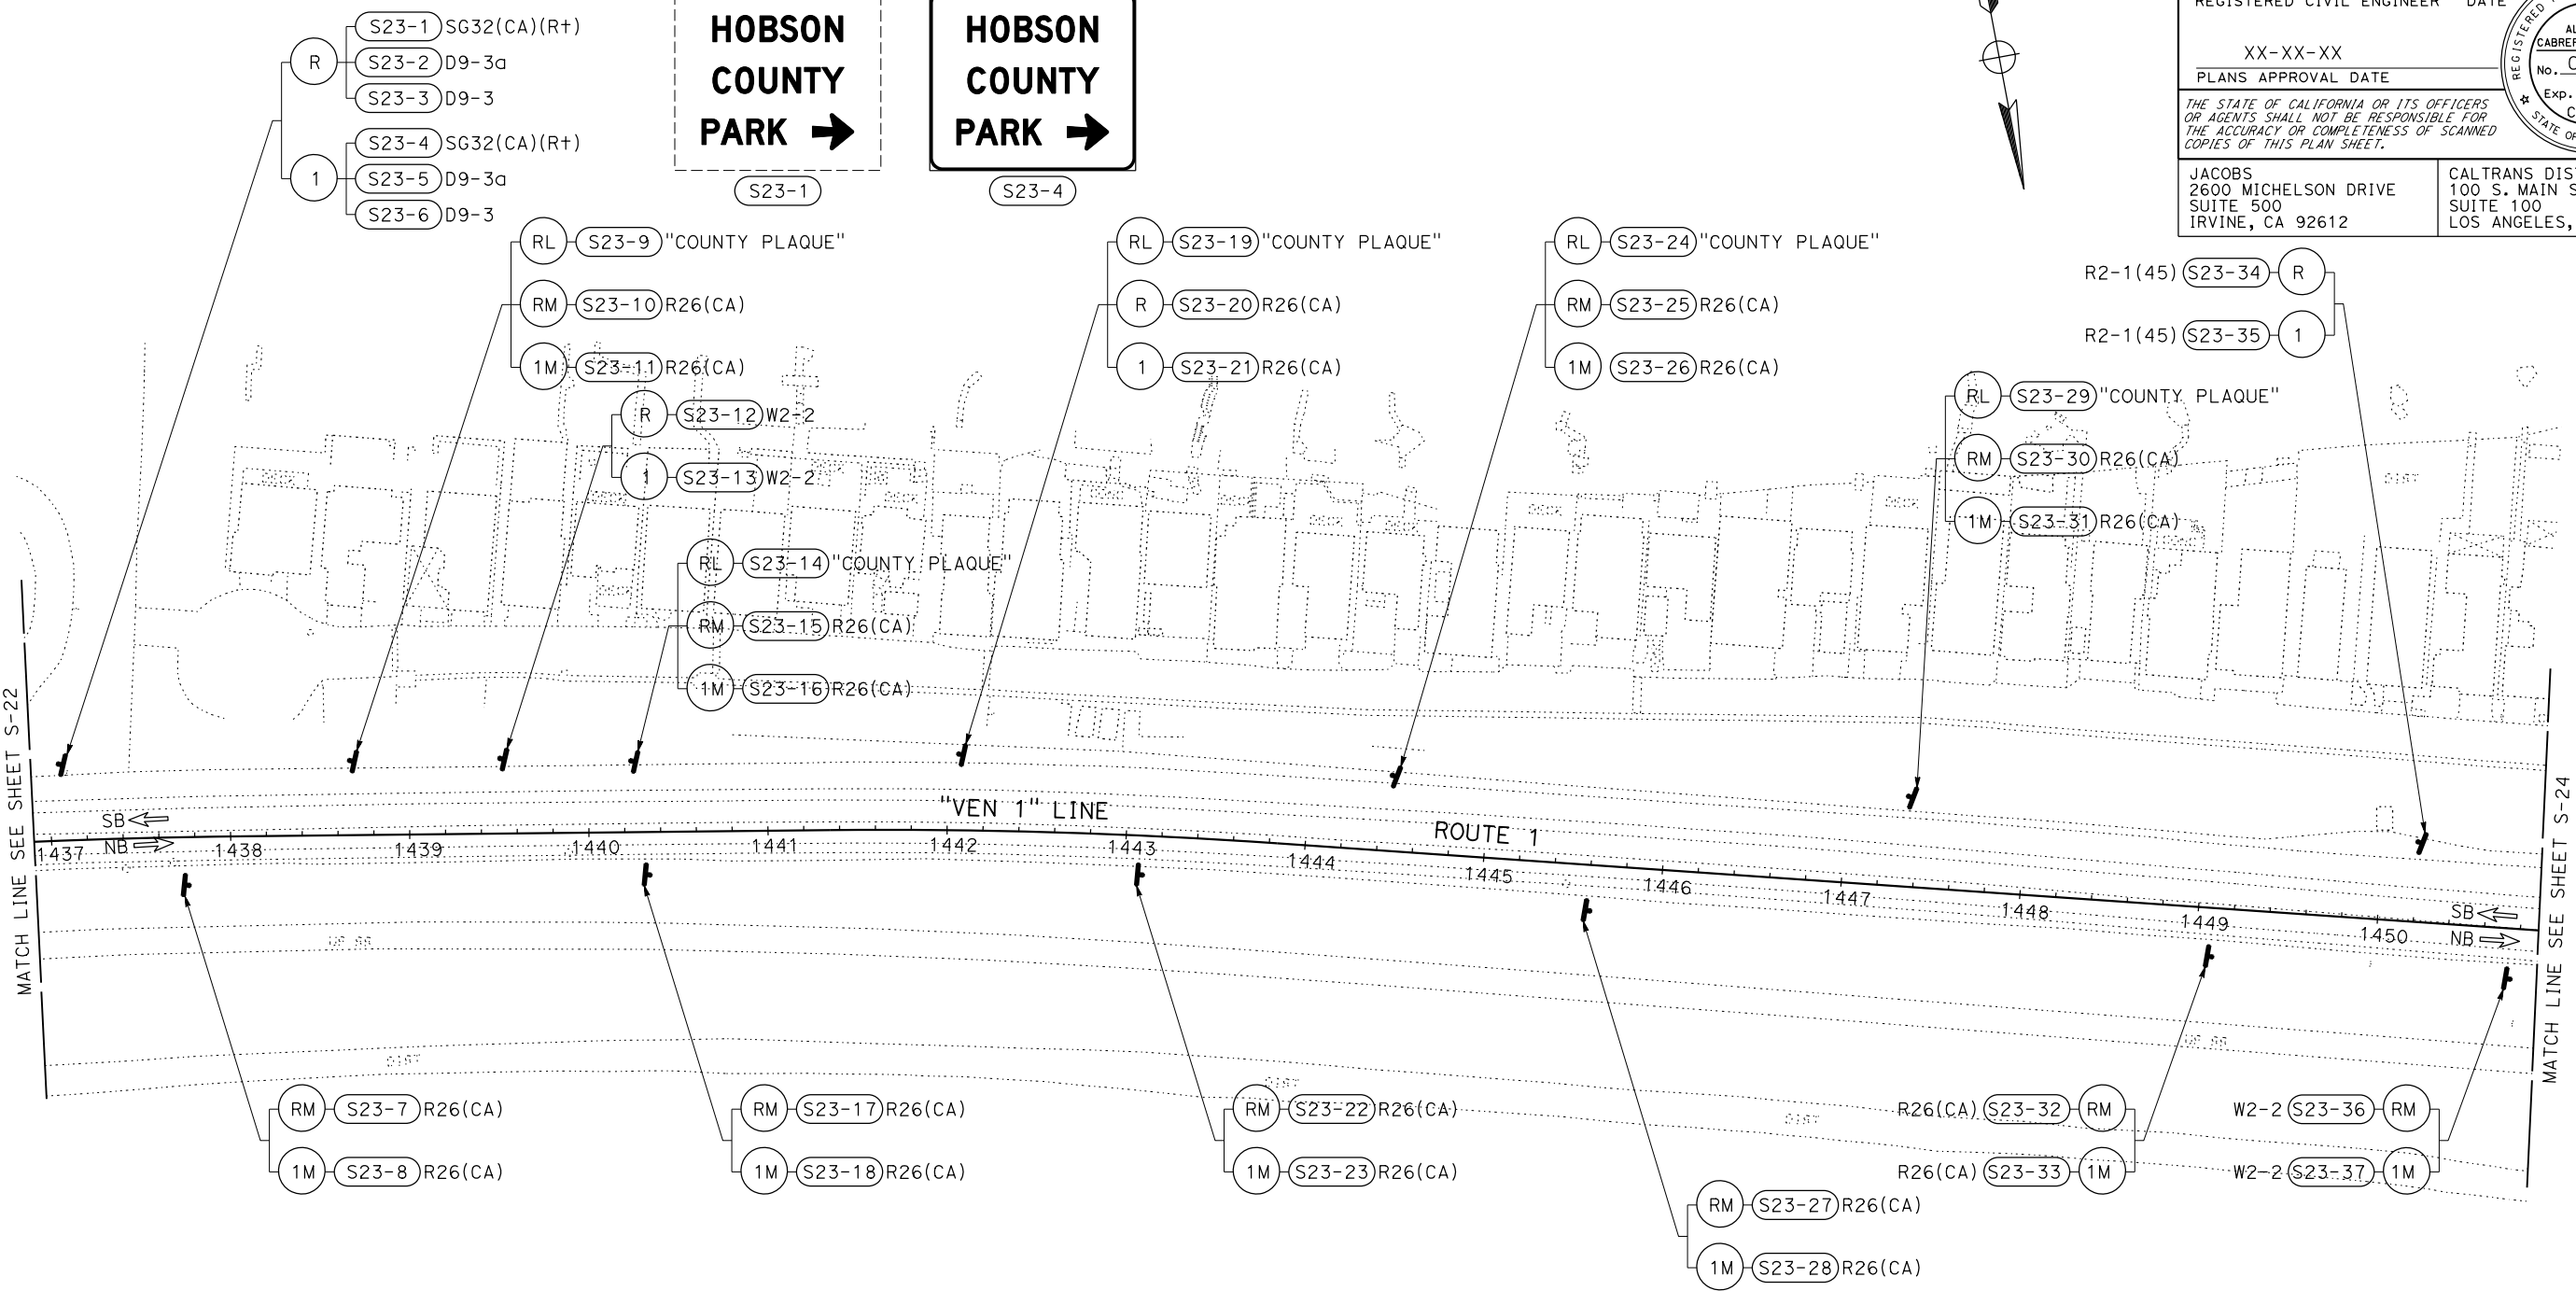 S23-1 SG32(CA)(Rt)
R S23-2 D9-3a
S23-3 D9-3
S23-4 SG32(CA)(Rt)
1 S23-5 D9-3a
S23-6 D9-3
HOBSON
COUNTY
PARK
S23-1
HOBSON
COUNTY
PARK
S23-4
REGISTERED CIVIL ENGINEER DATE
XX-XX-XX
PLANS APPROVAL DATE
THE STATE OF CALIFORNIA OR ITS OFFICERS
OR AGENTS SHALL NOT BE RESPONSIBLE FOR
THE ACCURACY OR COMPLETENESS OF SCANNED
COPIES OF THIS PLAN SHEET.
REGISTERED
No.
Exp.
STATE
JACOBS
2600 MICHELSON DRIVE
SUITE 500
IRVINE, CA 92612
CALTRANS
100 S. MAIN
SUITE 100
LOS ANGELES,
RL S23-9 "COUNTY PLAQUE"
RM S23-10 R26(CA)
1M S23-11 R26(CA)
R S23-12 W2-2
1 S23-13 W2-2
RL S23-14 "COUNTY PLAQUE"
RM S23-15 R26(CA)
1M S23-16 R26(CA)
RL S23-19 "COUNTY PLAQUE"
R S23-20 R26(CA)
1 S23-21 R26(CA)
RL S23-24 "COUNTY PLAQUE"
RM S23-25 R26(CA)
1M S23-26 R26(CA)
R2-1(45) S23-34 R
R2-1(45) S23-35 1
RL S23-29 "COUNTY PLAQUE"
RM S23-30 R26(CA)
1M S23-31 R26(CA)
MATCH LINE SEE SHEET S-22
"VEN 1" LINE
ROUTE 1
SB
NB
1437 1438 1439 1440 1441 1442 1443 1444 1445 1446 1447 1448 1449 1450
SB
NB
MATCH LINE SEE SHEET S-24
RM S23-7 R26(CA)
1M S23-8 R26(CA)
RM S23-17 R26(CA)
1M S23-18 R26(CA)
RM S23-22 R26(CA)
1M S23-23 R26(CA)
RM S23-27 R26(CA)
1M S23-28 R26(CA)
R26(CA) S23-32 RM
R26(CA) S23-33 1M
W2-2 S23-36 RM
W2-2 S23-37 1M